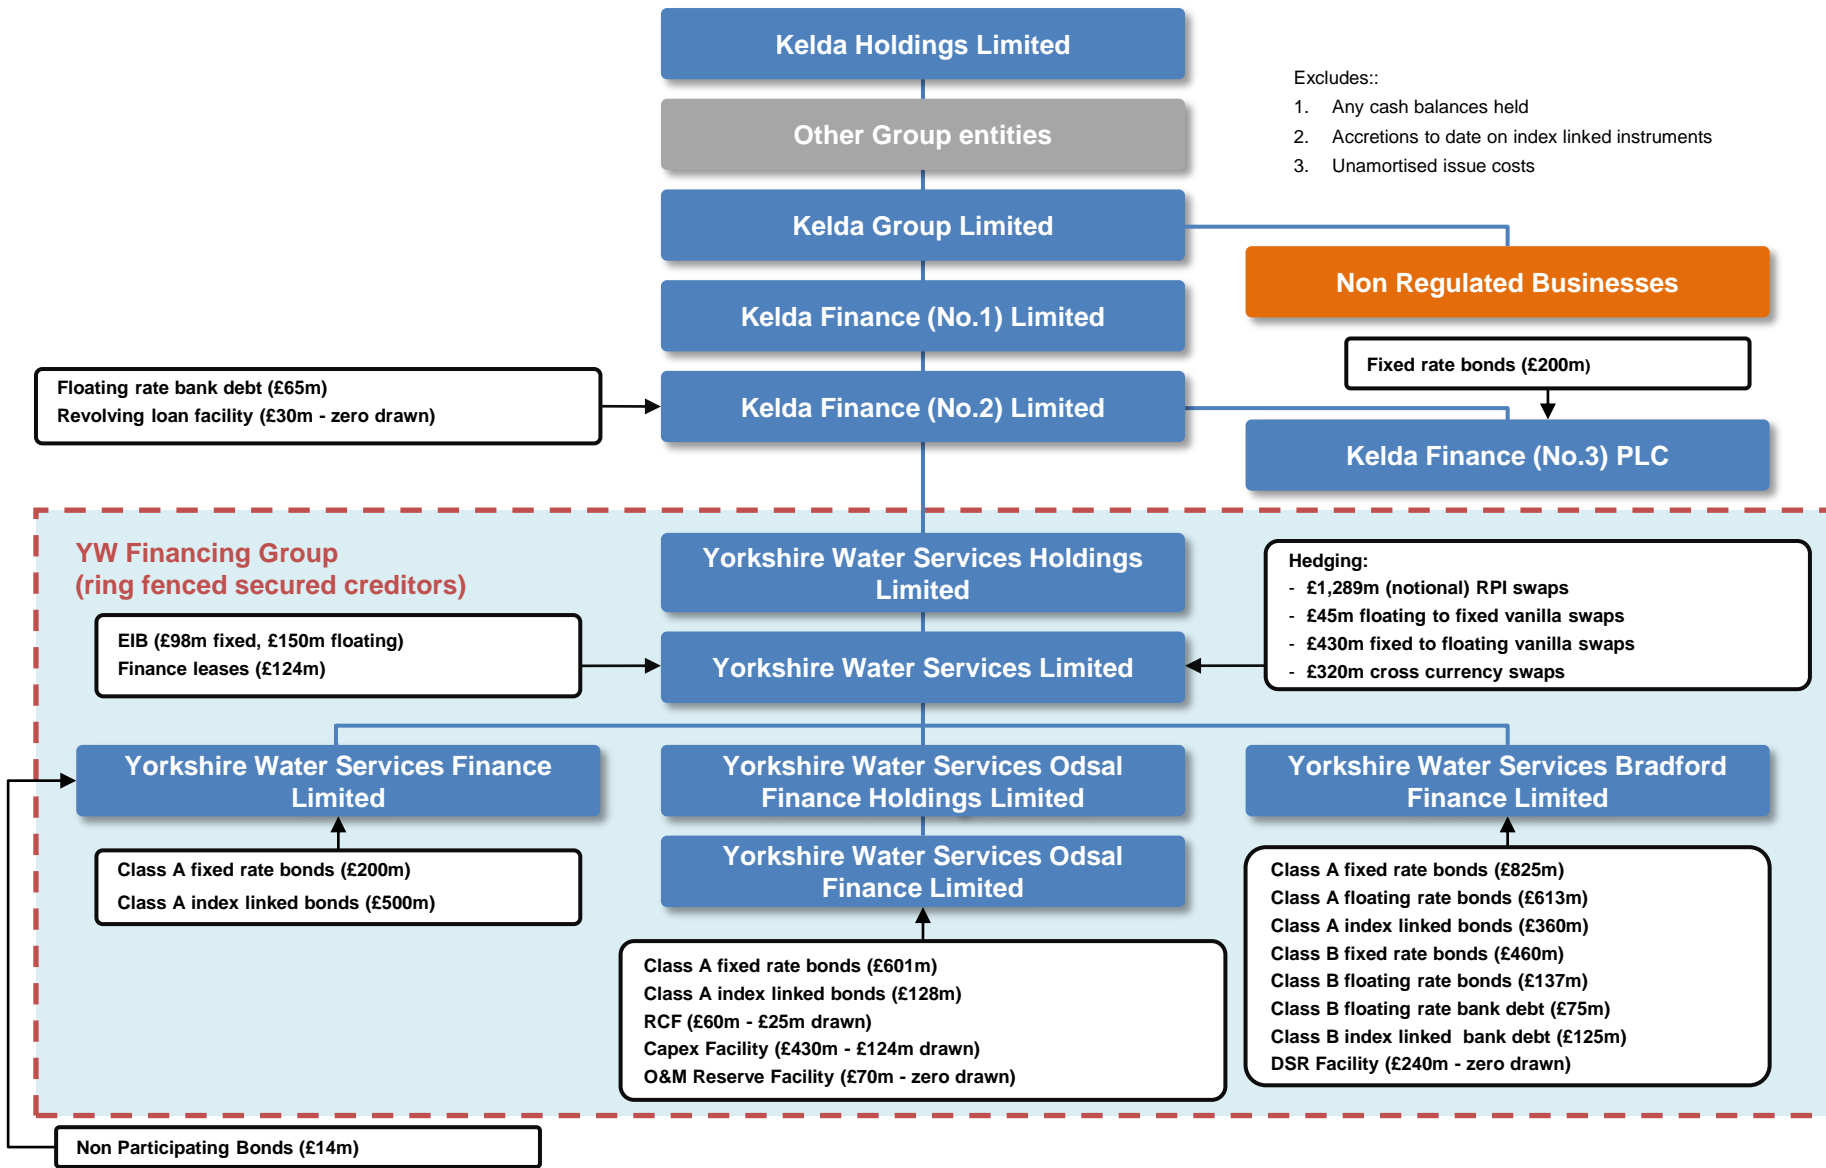 Kelda Holdings Limited
Excludes::
1. Any cash balances held
2. Accretions to date on index linked instruments
3. Unamortised issue costs
Other Group entities
Kelda Group Limited
Non Regulated Businesses
Kelda Finance (No.1) Limited
Fixed rate bonds (£200m)
Floating rate bank debt (£65m)
Revolving loan facility (£30m - zero drawn)
Kelda Finance (No.2) Limited
Kelda Finance (No.3) PLC
YW Financing Group
(ring fenced secured creditors)
Yorkshire Water Services Holdings
Limited
Hedging:
- £1,289m (notional) RPI swaps
- £45m floating to fixed vanilla swaps
- £430m fixed to floating vanilla swaps
- £320m cross currency swaps
EIB (£98m fixed, £150m floating)
Finance leases (£124m)
Yorkshire Water Services Limited
Yorkshire Water Services Finance
Limited
Yorkshire Water Services Odsal
Finance Holdings Limited
Yorkshire Water Services Bradford
Finance Limited
Class A fixed rate bonds (£200m)
Class A index linked bonds (£500m)
Yorkshire Water Services Odsal
Finance Limited
Class A fixed rate bonds (£825m)
Class A floating rate bonds (£613m)
Class A index linked bonds (£360m)
Class B fixed rate bonds (£460m)
Class B floating rate bonds (£137m)
Class B floating rate bank debt (£75m)
Class B index linked bank debt (£125m)
DSR Facility (£240m - zero drawn)
Class A fixed rate bonds (£601m)
Class A index linked bonds (£128m)
RCF (£60m - £25m drawn)
Capex Facility (£430m - £124m drawn)
O&M Reserve Facility (£70m - zero drawn)
Non Participating Bonds (£14m)